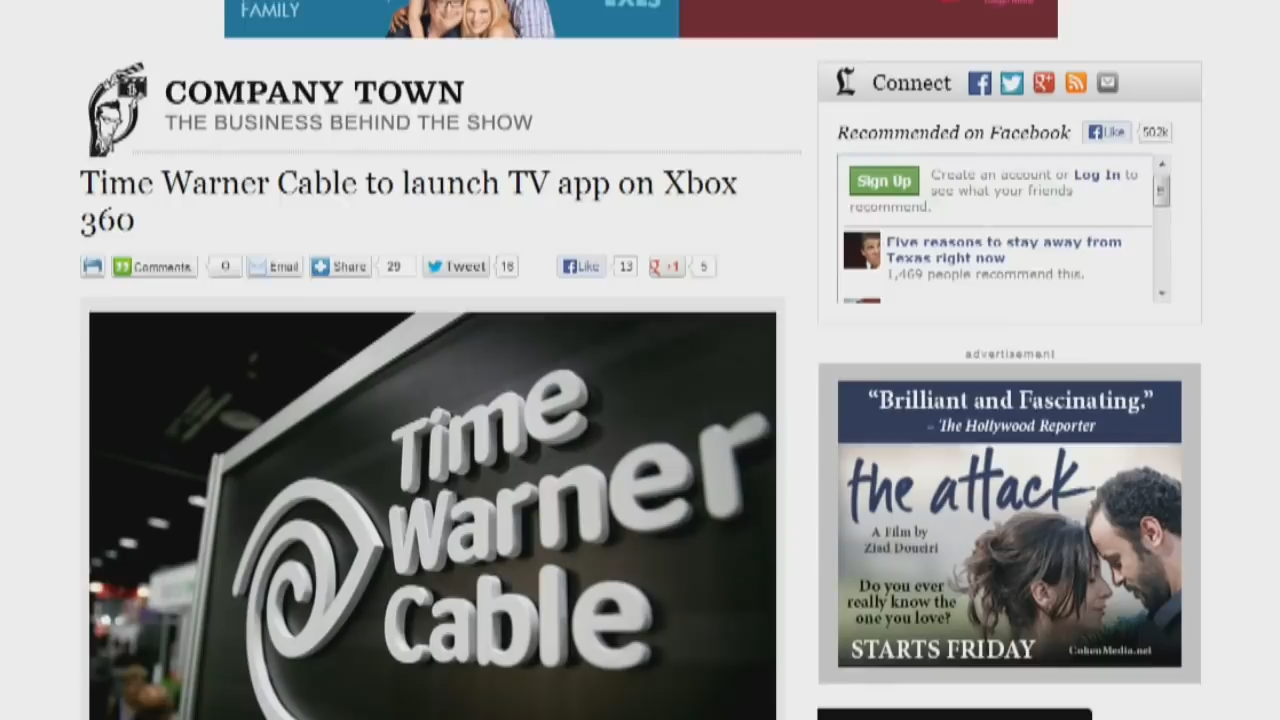 FAMILY
COMPANY TOWN
THE BUSINESS BEHIND THE SHOW
Time Warner Cable to launch TV app on Xbox
360
Comments 0 Email Share 29 Tweet 16 Like 13 +1 5
Time
Warner
Cable
L Connect
Recommended on Facebook Like 502k
Sign Up Create an account or Log In to
see what your friends
recommend.
Five reasons to stay away from
Texas right now
1,469 people recommend this.
advertisement
“Brilliant and Fascinating.”
– The Hollywood Reporter
the attack
A Film by
Ziad Doueiri
Do you ever
really know the
one you love?
STARTS FRIDAY CohenMedia.net